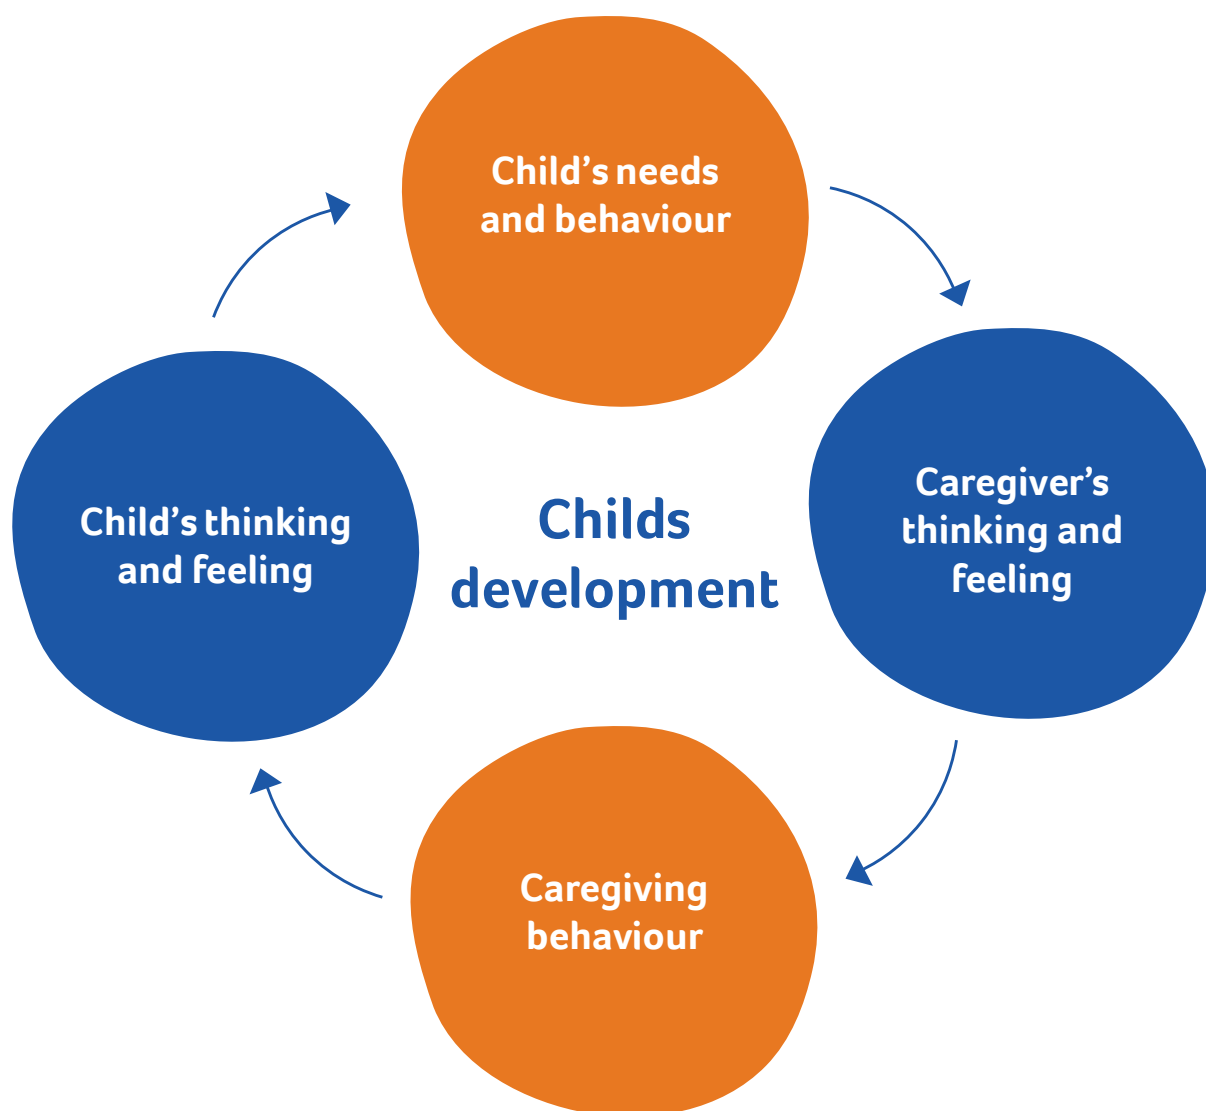 Child’s needs
and behaviour
Caregiver’s
thinking and
feeling
Child’s thinking
and feeling
Childs
development
Caregiving
behaviour